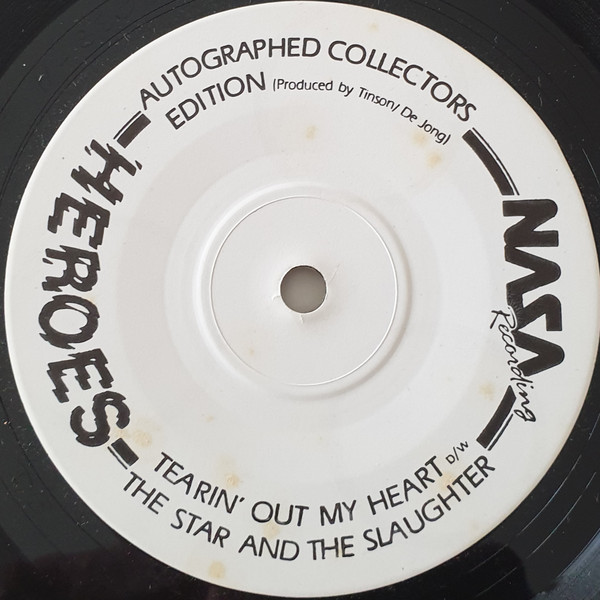 AUTOGRAPHED COLLECTORS
EDITION (Produced by Tinson/ De Jong)
HEROES
NASA
Recording
TEARIN' OUT MY HEART D/W
THE STAR AND THE SLAUGHTER